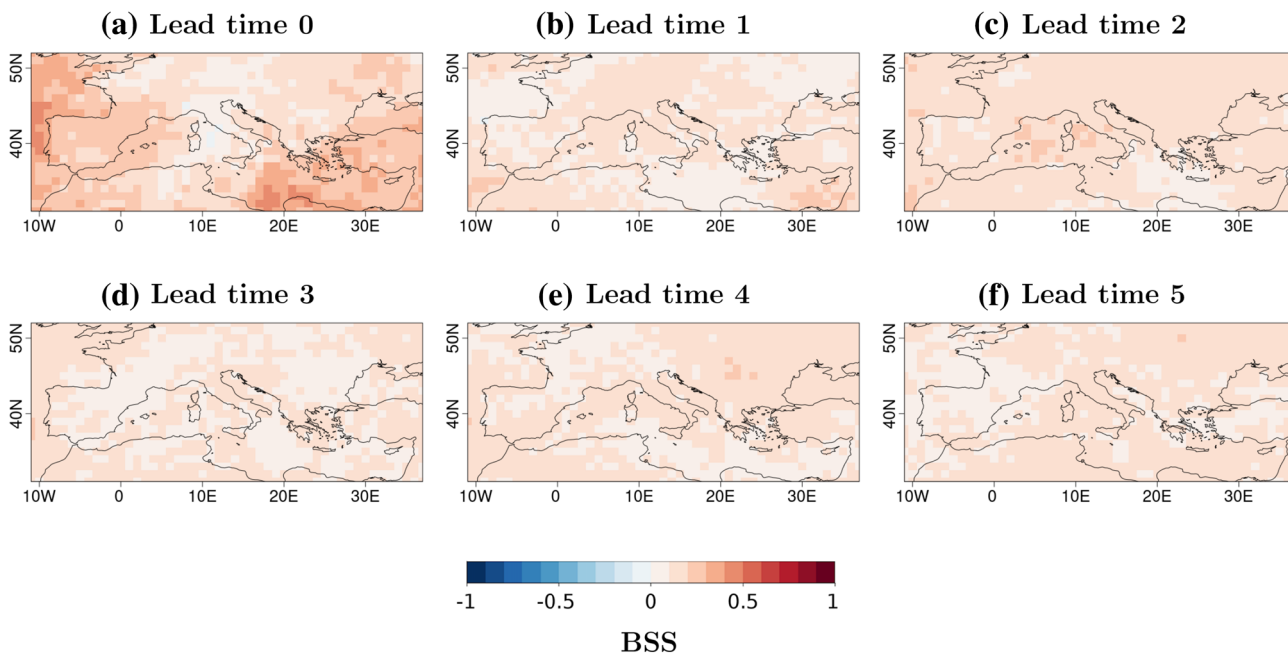 (a) Lead time 0
(b) Lead time 1
(c) Lead time 2
50N
40N
10W 0 10E 20E 30E
50N
40N
10W 0 10E 20E 30E
50N
40N
10W 0 10E 20E 30E
(d) Lead time 3
(e) Lead time 4
(f) Lead time 5
50N
40N
10W 0 10E 20E 30E
50N
40N
10W 0 10E 20E 30E
50N
40N
10W 0 10E 20E 30E
-1 -0.5 0 0.5 1
BSS